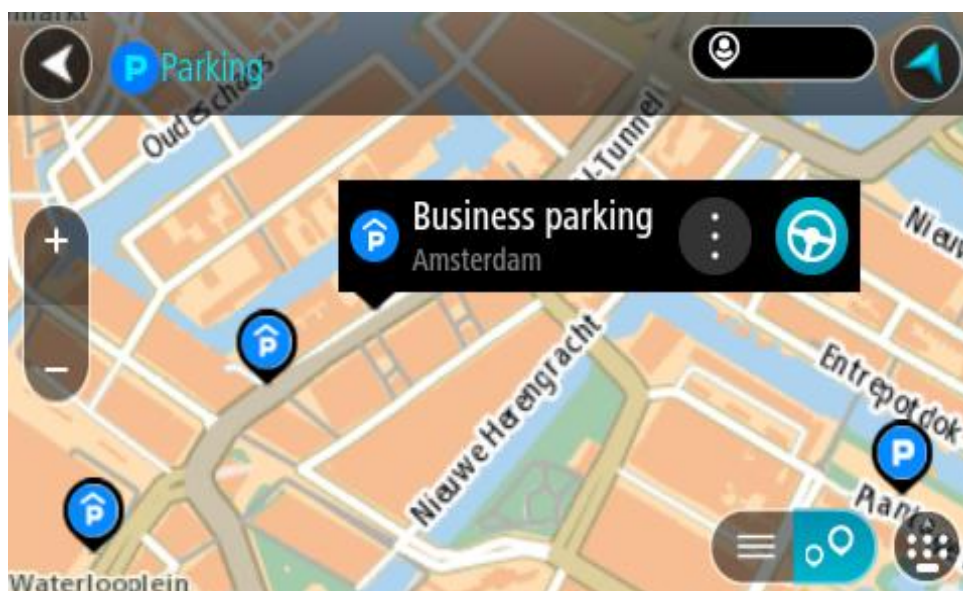 P Parking
Oudeschans
Business parking
Amsterdam
Nieuwe Herengracht
Entrepotdok
P
Waterlooplein